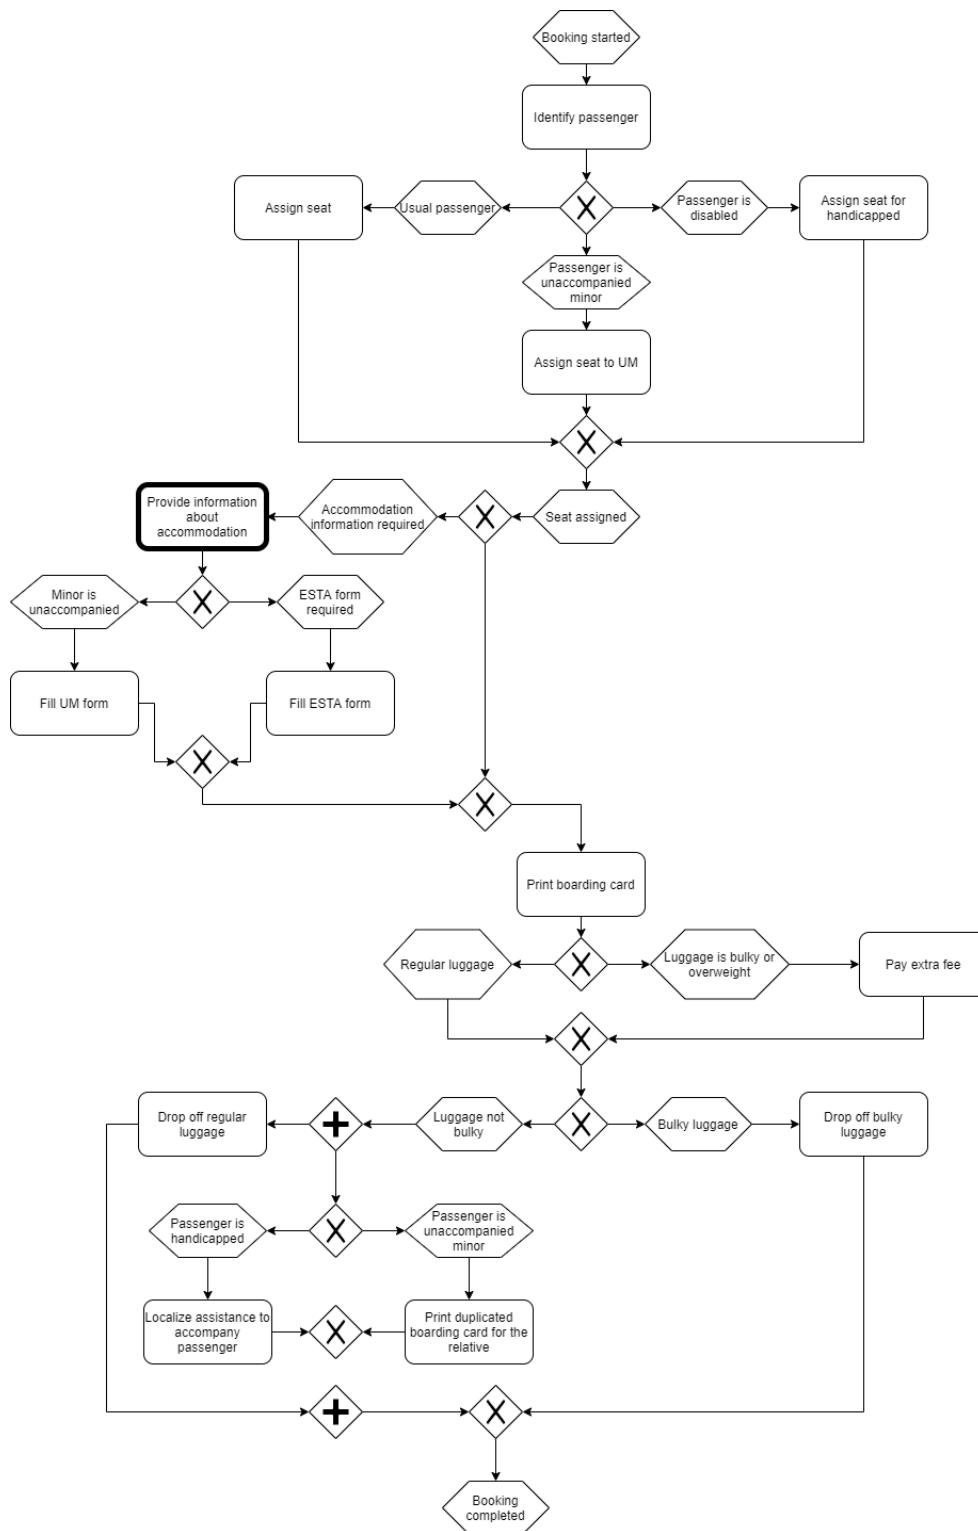 Booking started
Identify passenger
Assign seat
Usual passenger
Passenger is
disabled
Assign seat for
handicapped
Passenger is
unaccompanied
minor
Assign seat to UM
Provide information
about
accommodation
Accommodation
information required
Seat assigned
Minor is
unaccompanied
ESTA form
required
Fill UM form
Fill ESTA form
Print boarding card
Regular luggage
Luggage is bulky or
overweight
Pay extra fee
Drop off regular
luggage
Luggage not
bulky
Bulky luggage
Drop off bulky
luggage
Passenger is
handicapped
Passenger is
unaccompanied
minor
Localize assistance to
accompany
passenger
Print duplicated
boarding card for the
relative
Booking
completed